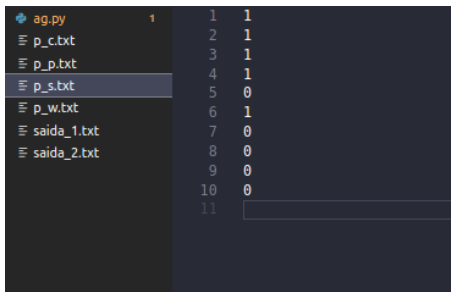 ag.py 1
p_c.txt
p_p.txt
p_s.txt
p_w.txt
saida_1.txt
saida_2.txt
1 1
2 1
3 1
4 1
5 0
6 1
7 0
8 0
9 0
10 0
11